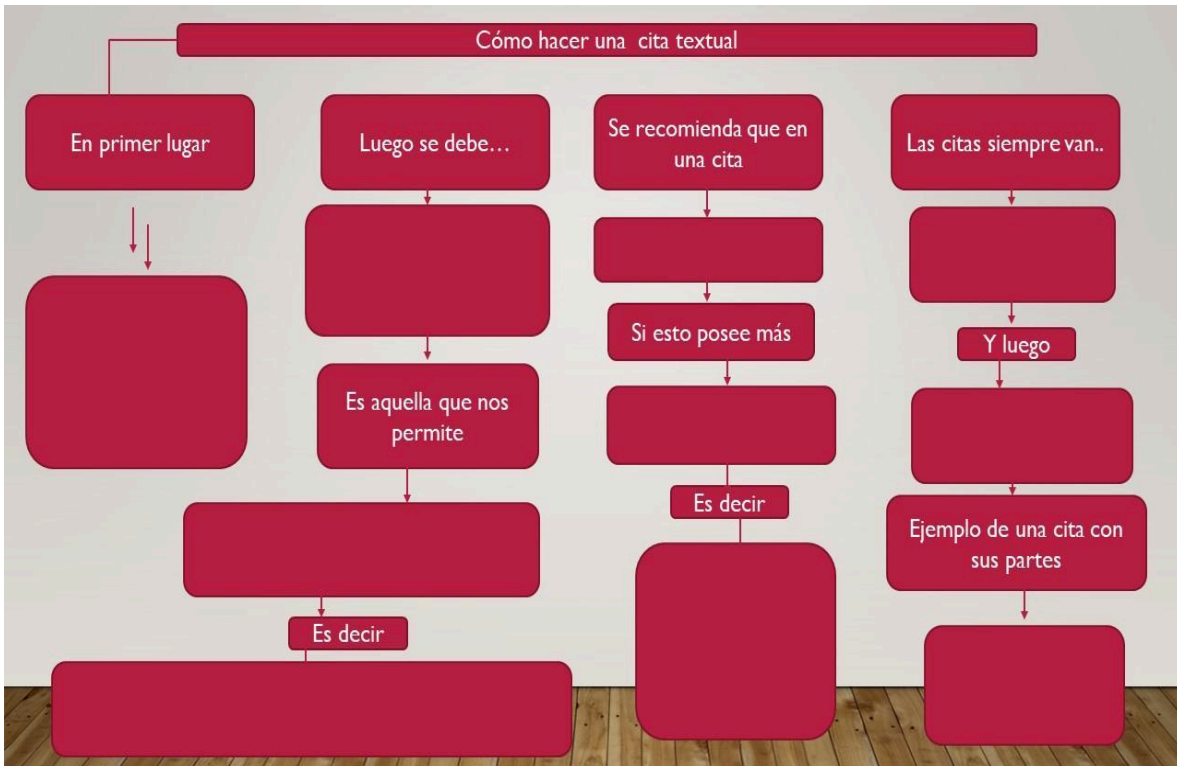 Cómo hacer una cita textual
En primer lugar
Luego se debe…
Se recomienda que en
una cita
Las citas siempre van..
Si esto posee más
Y luego
Es aquella que nos
permite
Es decir
Ejemplo de una cita con
sus partes
Es decir